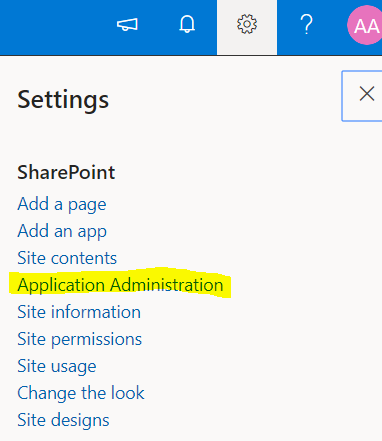 ?
AA
Settings
SharePoint
Add a page
Add an app
Site contents
Application Administration
Site information
Site permissions
Site usage
Change the look
Site designs